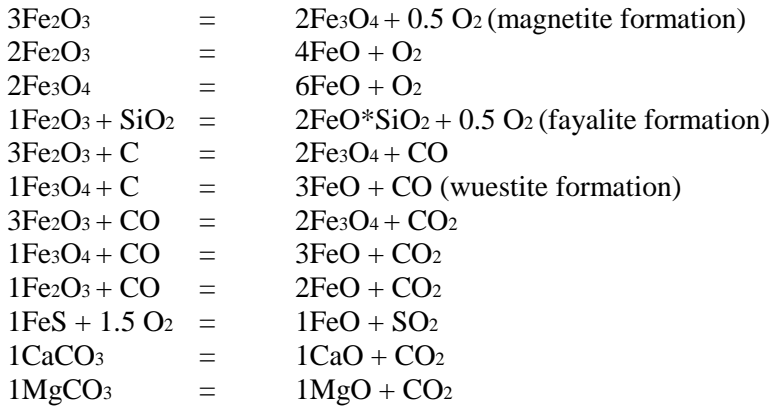 3Fe₂O₃ = 2Fe₃O₄ + 0.5 O₂ (magnetite formation)
2Fe₂O₃ = 4FeO + O₂
2Fe₃O₄ = 6FeO + O₂
1Fe₂O₃ + SiO₂ = 2FeO*SiO₂ + 0.5 O₂ (fayalite formation)
3Fe₂O₃ + C = 2Fe₃O₄ + CO
1Fe₃O₄ + C = 3FeO + CO (wuestite formation)
3Fe₂O₃ + CO = 2Fe₃O₄ + CO₂
1Fe₃O₄ + CO = 3FeO + CO₂
1Fe₂O₃ + CO = 2FeO + CO₂
1FeS + 1.5 O₂ = 1FeO + SO₂
1CaCO₃ = 1CaO + CO₂
1MgCO₃ = 1MgO + CO₂